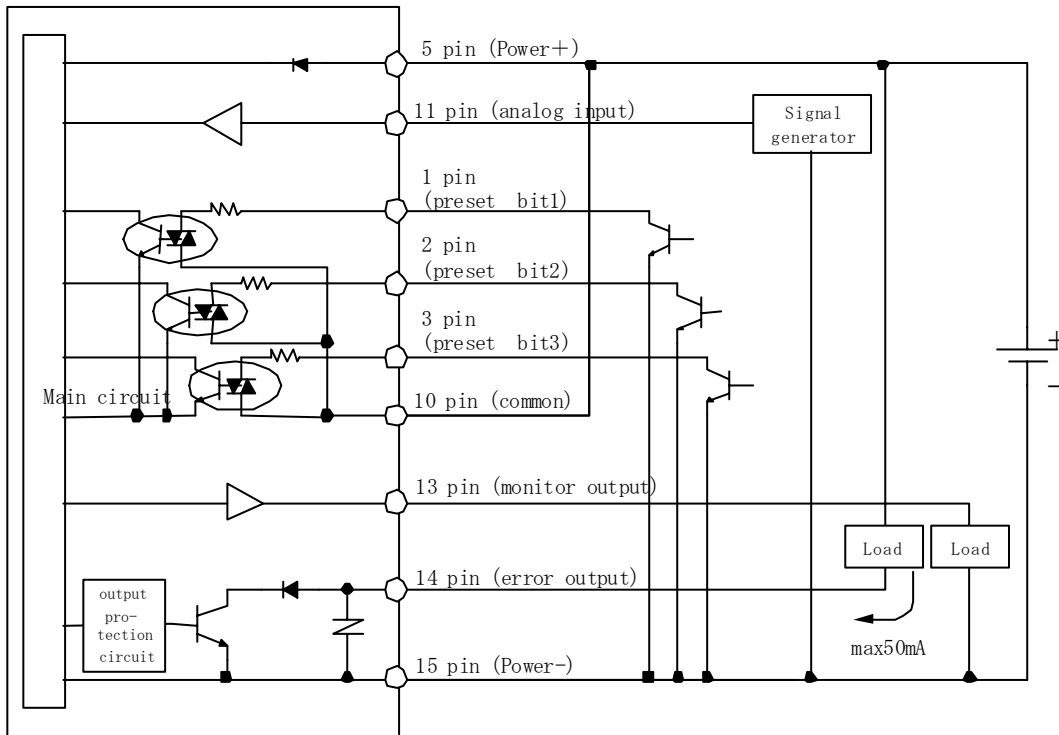 5 pin (Power+)
11 pin (analog input)
Signal
generator
1 pin
(preset bit1)
2 pin
(preset bit2)
3 pin
(preset bit3)
Main circuit
10 pin (common)
+
−
13 pin (monitor output)
Load
Load
14 pin (error output)
output
pro-
tection
circuit
max50mA
15 pin (Power-)